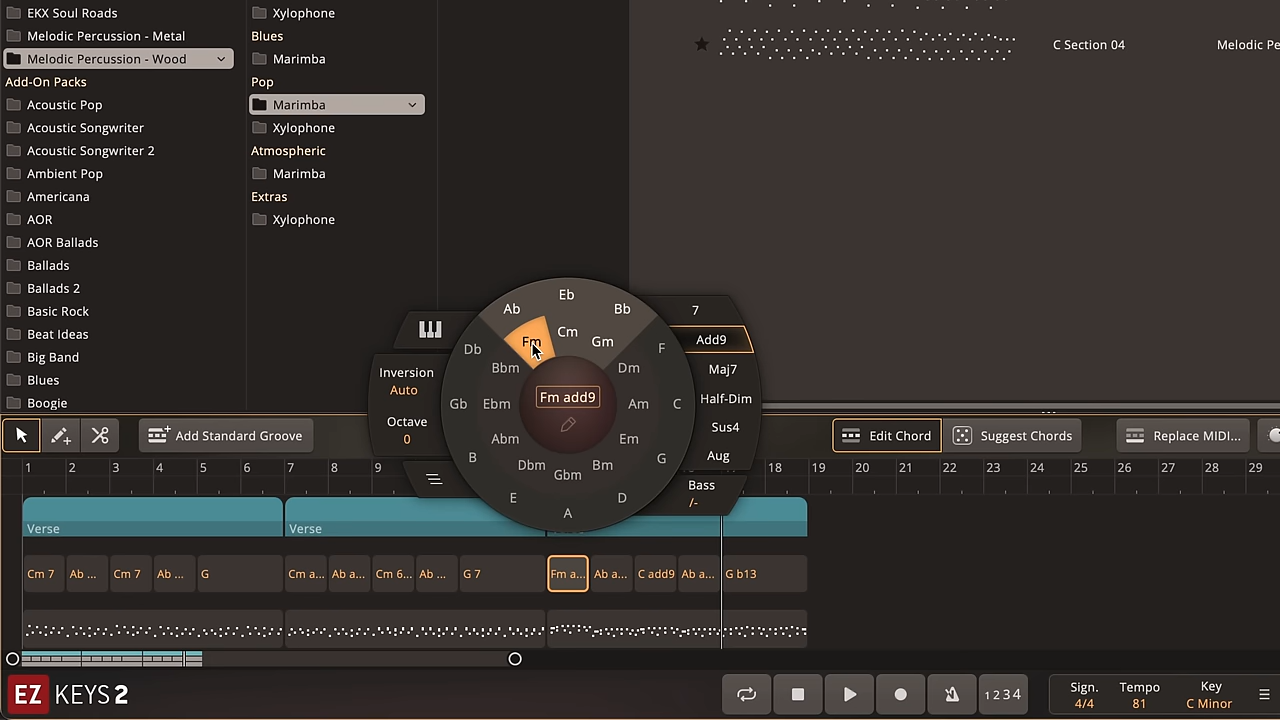 EKX Soul Roads
Melodic Percussion - Metal
Melodic Percussion - Wood
Add-On Packs
Acoustic Pop
Acoustic Songwriter
Acoustic Songwriter 2
Ambient Pop
Americana
AOR
AOR Ballads
Ballads
Ballads 2
Basic Rock
Beat Ideas
Big Band
Blues
Boogie
Xylophone
Blues
Marimba
Pop
Marimba
Xylophone
Atmospheric
Marimba
Extras
Xylophone
C Section 04
Melodic Pe
Ab
Eb
Bb
Fm
Cm
Gm
Db
F
Bbm
Dm
Gb
Ebm
Fm add9
Am
C
Abm
Em
B
G
Dbm
Gbm
Bm
E
A
D
Inversion
Auto
Octave
0
7
Add9
Maj7
Half-Dim
Sus4
Aug
Bass
/-
Add Standard Groove
Edit Chord
Suggest Chords
Replace MIDI...
1 2 3 4 5 6 7 8 9 18 19 20 21 22 23 24 25 26 27 28 29
Verse Verse
Cm 7 Ab ... Cm 7 Ab ... G Cm a... Ab a... Cm 6... Ab ... G 7 Fm a... Ab a... C add9 Ab a... G b13
EZ KEYS 2
1 2 3 4
Sign. Tempo Key
4/4 81 C Minor